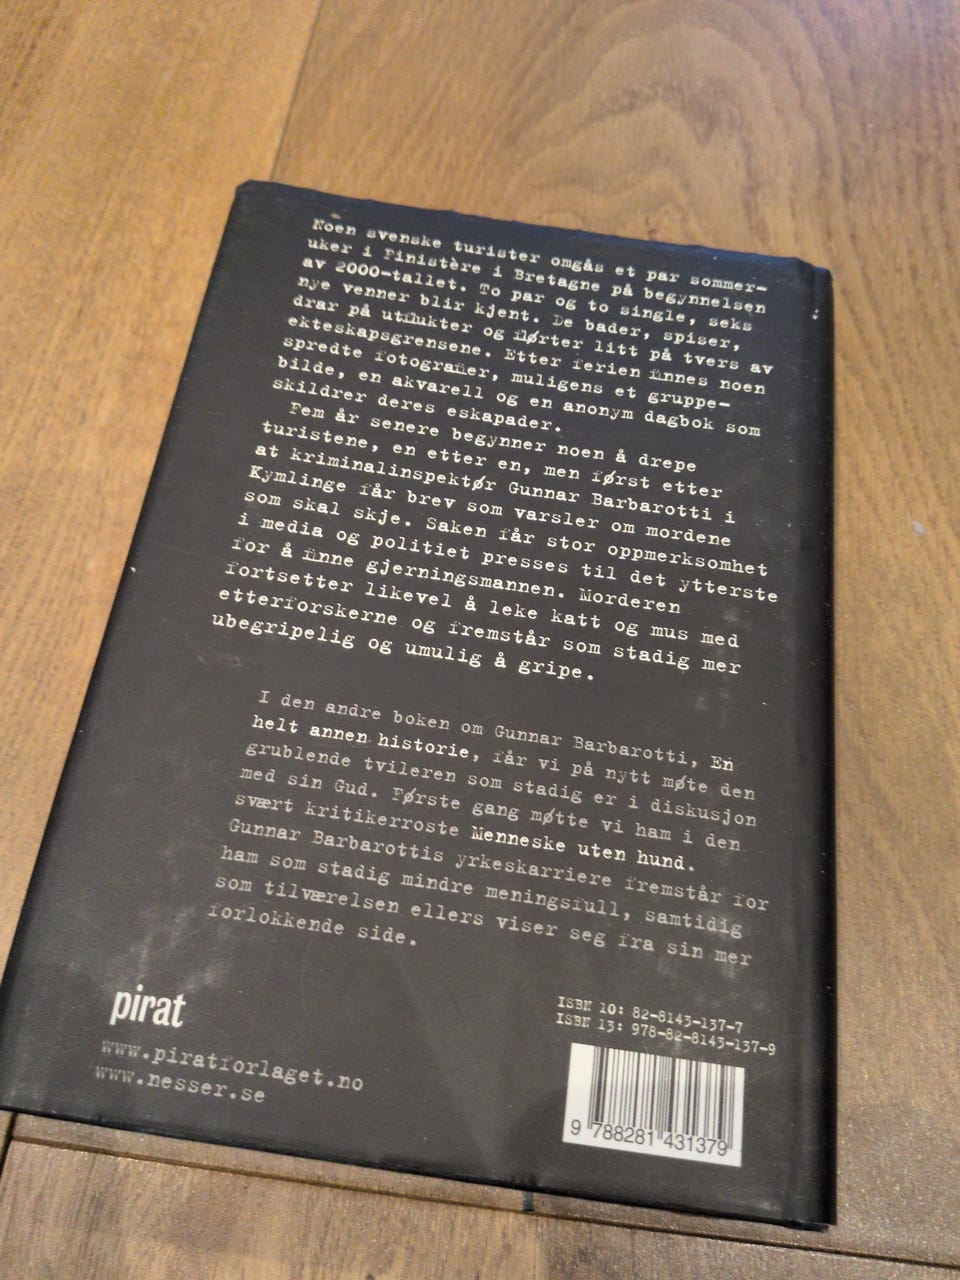 Noen svenske turister omgås et par sommer-
uker i Finistère i Bretagne på begynnelsen
av 2000-tallet. To par og to single, seks
nye venner blir kjent. De bader, spiser,
drar på utflukter og flørter litt på tvers av
ekteskapsgrensene. Etter ferien finnes noen
spredte fotografier, muligens et gruppe-
bilde, en akvarell og en anonym dagbok som
skildrer deres eskapader.
Fem år senere begynner noen å drepe
turistene, en etter en, men først etter
at kriminalinspektør Gunnar Barbarotti i
Kymlinge får brev som varsler om mordene
som skal skje. Saken får stor oppmerksomhet
i media og politiet presses til det ytterste
for å finne gjerningsmannen. Morderen
fortsetter likevel å leke katt og mus med
etterforskerne og fremstår som stadig mer
ubegripelig og umulig å gripe.
I den andre boken om Gunnar Barbarotti, En
helt annen historie, får vi på nytt møte den
grublende tvileren som stadig er i diskusjon
med sin Gud. Første gang møtte vi ham i den
svært kritikerroste Menneske uten hund.
Gunnar Barbarottis yrkeskarriere fremstår for
ham som stadig mindre meningsfull, samtidig
som tilværelsen ellers viser seg fra sin mer
forlokkende side.
pirat
www.piratforlaget.no
www.nesser.se
ISBN 10: 82-8143-137-7
ISBN 13: 978-82-8143-137-9
9 788281 431379